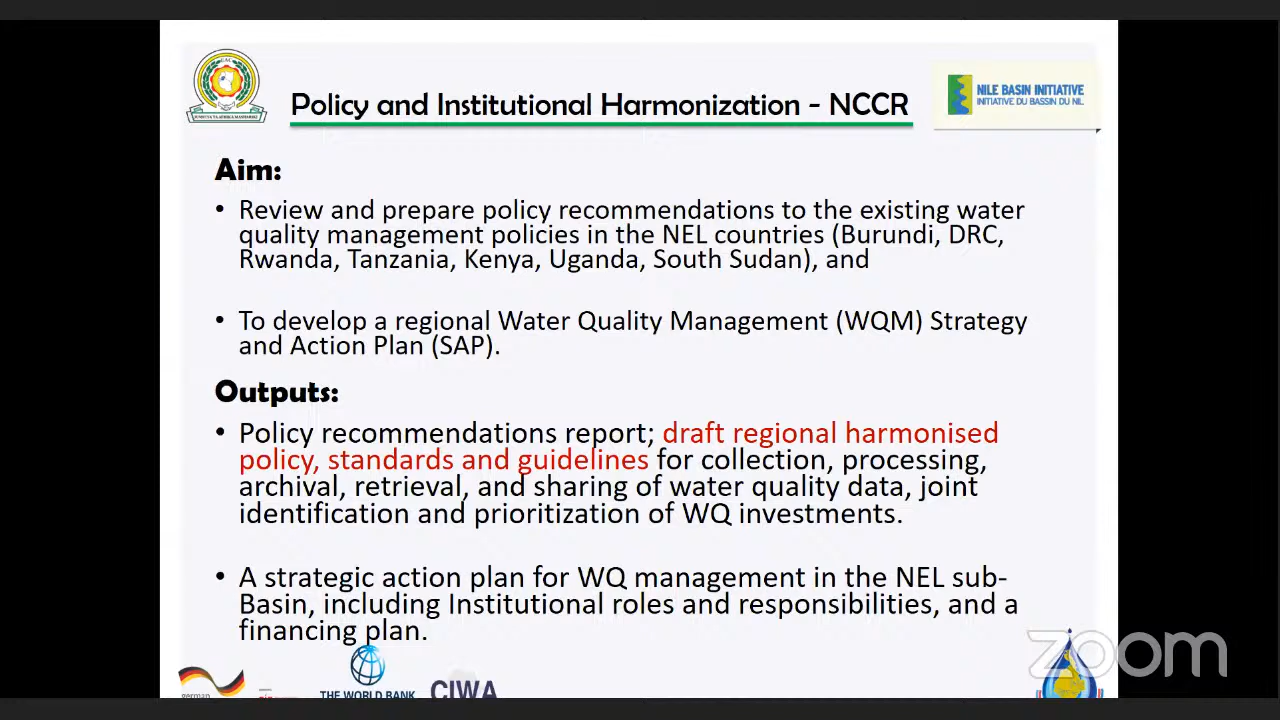 Policy and Institutional Harmonization - NCCR
NILE BASIN INITIATIVE
INITIATIVE DU BASSIN DU NIL
Aim:
• Review and prepare policy recommendations to the existing water
quality management policies in the NEL countries (Burundi, DRC,
Rwanda, Tanzania, Kenya, Uganda, South Sudan), and
• To develop a regional Water Quality Management (WQM) Strategy
and Action Plan (SAP).
Outputs:
• Policy recommendations report; draft regional harmonised
policy, standards and guidelines for collection, processing,
archival, retrieval, and sharing of water quality data, joint
identification and prioritization of WQ investments.
• A strategic action plan for WQ management in the NEL sub-
Basin, including Institutional roles and responsibilities, and a
financing plan.
german
THE WORLD BANK
CIWA
zoom